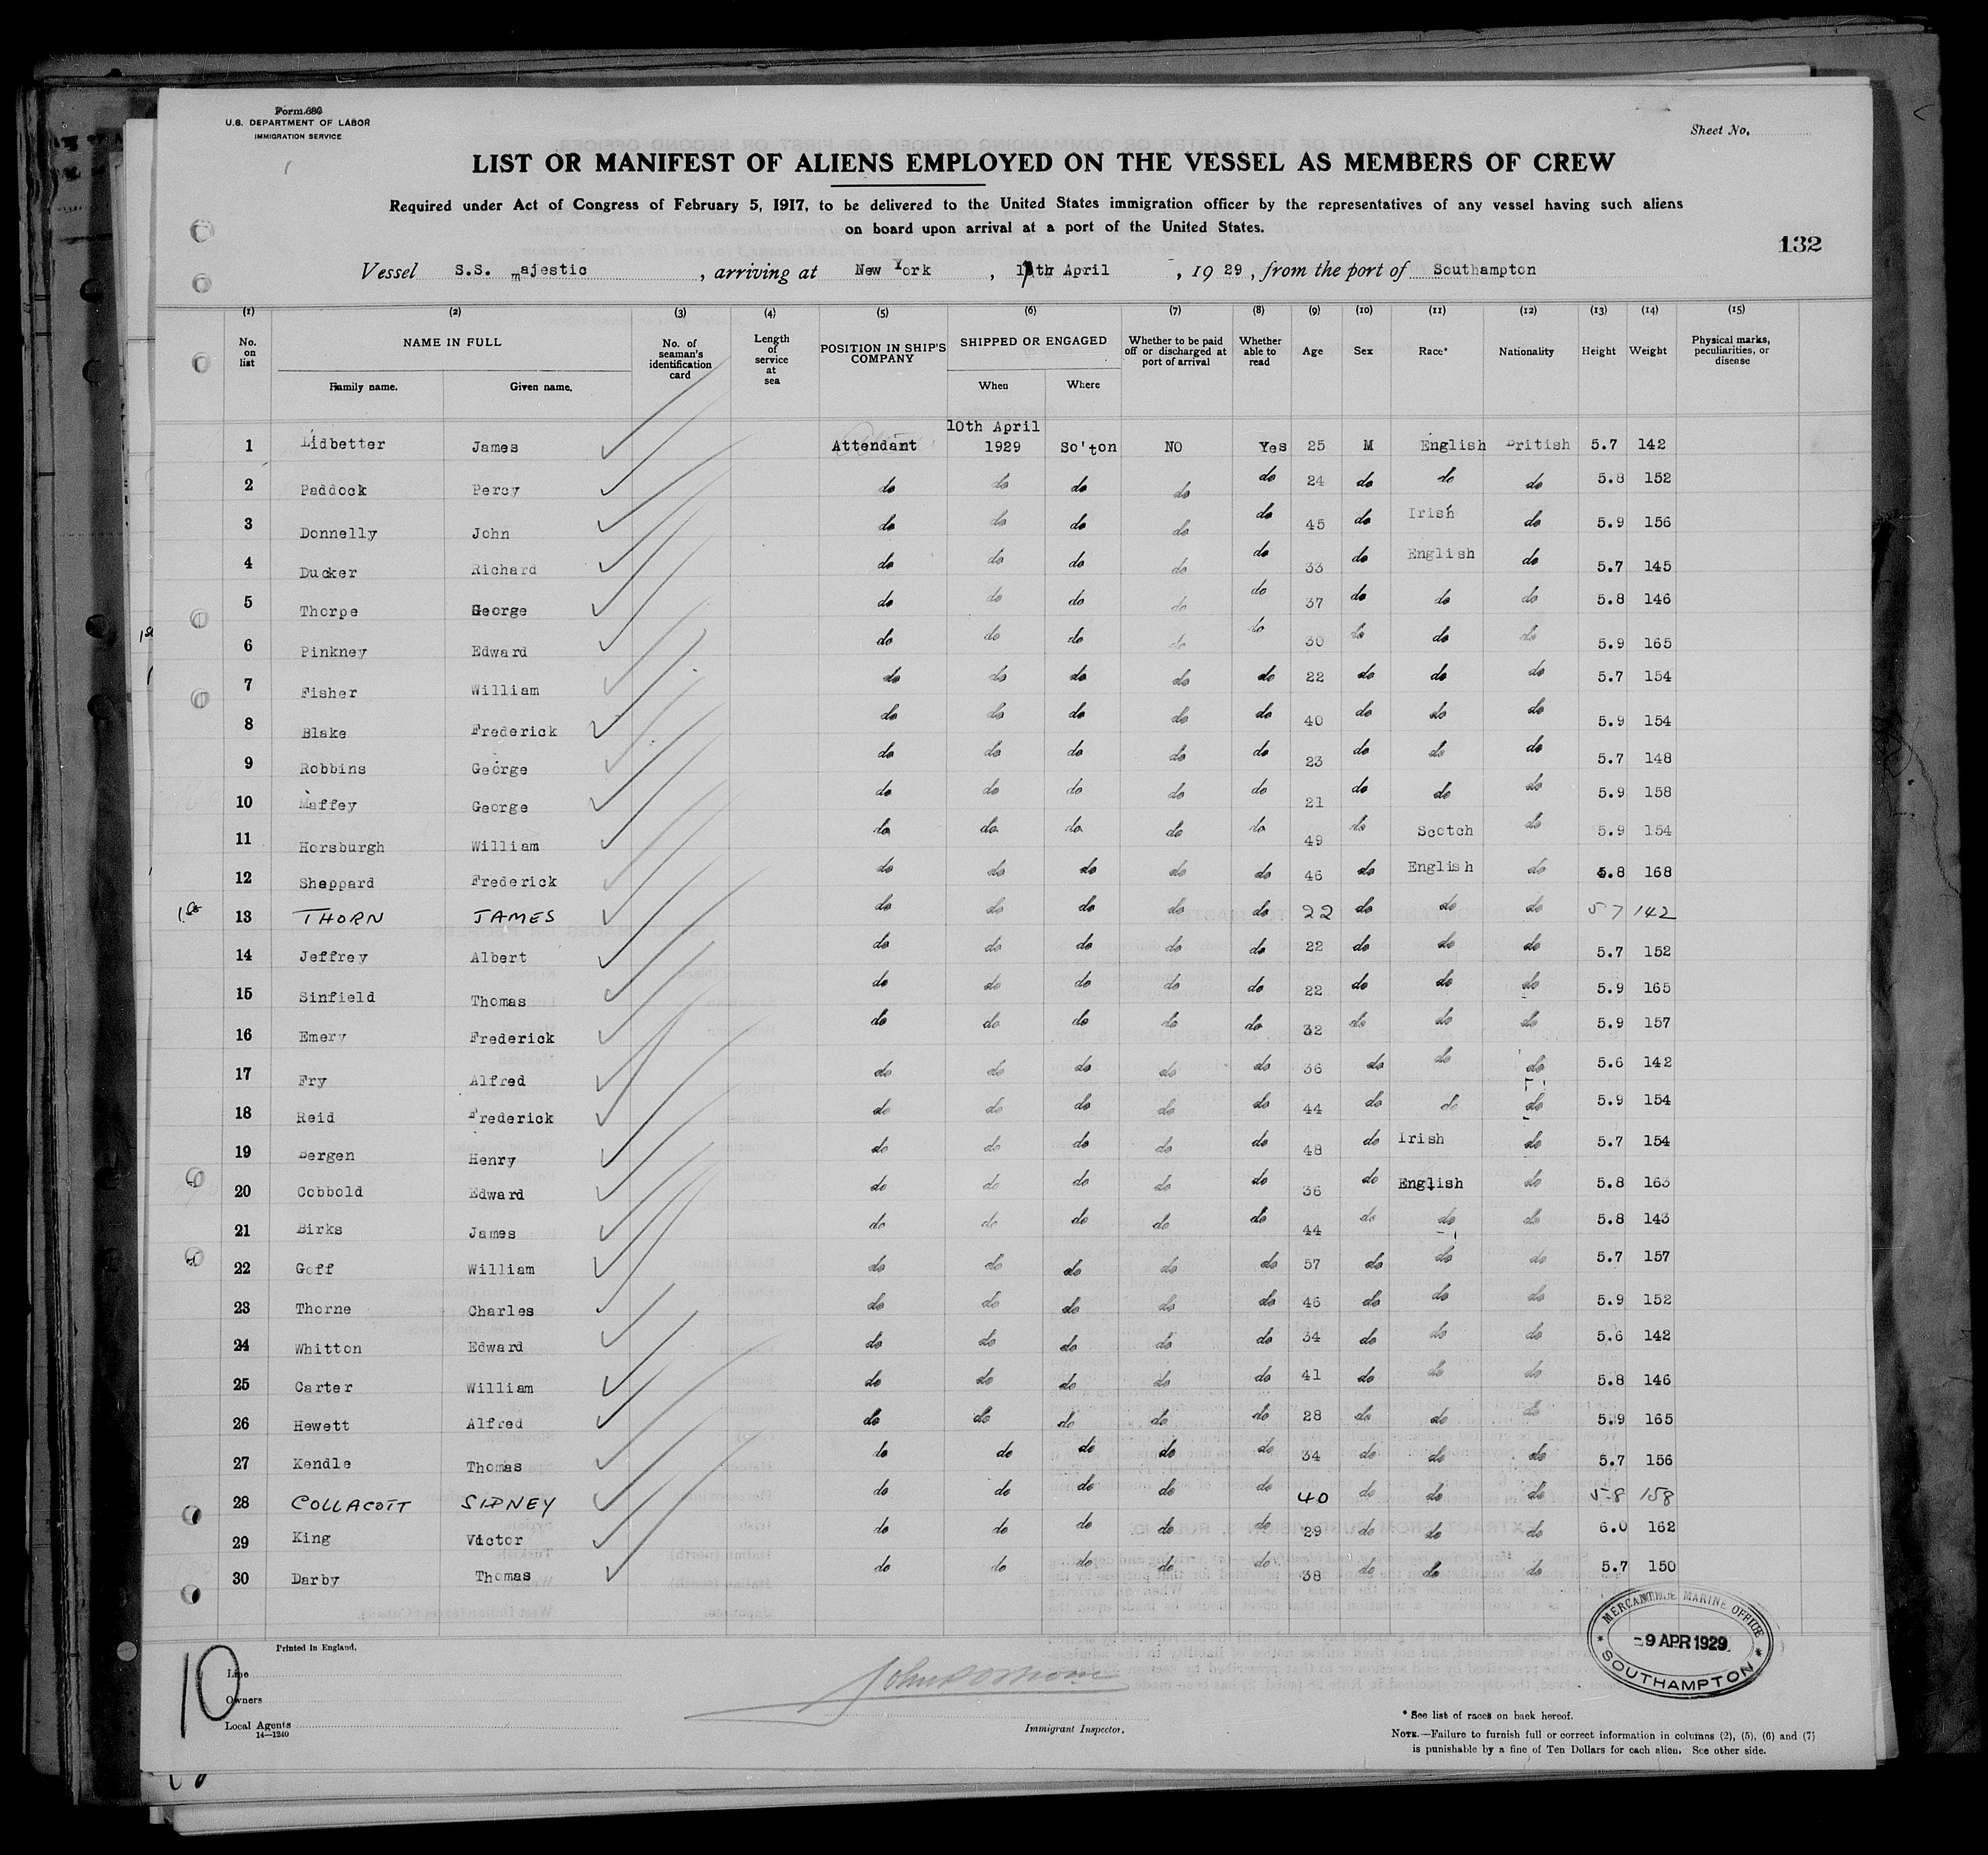 Form 680
U.S. DEPARTMENT OF LABOR
IMMIGRATION SERVICE
Sheet No.
LIST OR MANIFEST OF ALIENS EMPLOYED ON THE VESSEL AS MEMBERS OF CREW
Required under Act of Congress of February 5, 1917, to be delivered to the United States immigration officer by the representatives of any vessel having such aliens
on board upon arrival at a port of the United States.
132
Vessel S.S. majestic , arriving at New York , th April , 19 29 , from the port of Southampton
(1) (2) (3) (4) (5) (6) (7) (8) (9) (10) (11) (12) (13) (14) (15)
No. on list NAME IN FULL Family name. Given name. No. of seaman's identification card Length of service at sea POSITION IN SHIP'S COMPANY SHIPPED OR ENGAGED When Where Whether to be paid off or discharged at port of arrival Whether able to read Age Sex Race* Nationality Height Weight Physical marks, peculiarities, or disease
1 Lidbetter James Attendant 10th April 1929 So'ton NO Yes 25 M English British 5.7 142
2 Paddock Percy do do do do do 24 do do do 5.8 152
3 Donnelly John do do do do do 45 do Irish do 5.9 156
4 Ducker Richard do do do do do 33 do English do 5.7 145
5 Thorpe George do do do do do 37 do do do 5.8 146
1st
6 Pinkney Edward do do do do do 30 do do do 5.9 165
7 Fisher William do do do do do 22 do do do 5.7 154
8 Blake Frederick do do do do do 40 do do do 5.9 154
9 Robbins George do do do do do 23 do do do 5.7 148
10 Maffey George do do do do do 21 do do do 5.9 158
11 Horsburgh William do do do do do 49 do Scotch do 5.9 154
12 Sheppard Frederick do do do do do 46 do English do 5.8 168
1st 13 THORN JAMES do do do do do 22 do do do 5 7 142
14 Jeffrey Albert do do do do do 22 do do do 5.7 152
15 Sinfield Thomas do do do do do 22 do do do 5.9 165
16 Emery Frederick do do do do do 32 do do do 5.9 157
17 Fry Alfred do do do do do 36 do do do 5.6 142
18 Reid Frederick do do do do do 44 do do do 5.9 154
19 Bergen Henry do do do do do 48 do Irish do 5.7 154
20 Cobbold Edward do do do do do 36 do English do 5.8 163
21 Birks James do do do do do 44 do do do 5.8 143
22 Goff William do do do do do 57 do do do 5.7 157
23 Thorne Charles do do do do do 46 do do do 5.9 152
24 Whitton Edward do do do do do 34 do do do 5.6 142
25 Carter William do do do do do 41 do do do 5.8 146
26 Hewett Alfred do do do do do 28 do do do 5.9 165
27 Kendle Thomas do do do do do 34 do do do 5.7 156
28 COLLACOTT SIDNEY do do do do do 40 do do do 5-8 158
29 King Victor do do do do do 29 do do do 6.0 162
30 Darby Thomas do do do do do 38 do do do 5.7 150
MERCANTILE MARINE OFFICE
-9 APR 1929
SOUTHAMPTON
Printed in England.
10
Line
Owners
Local Agents
14—1240
Immigrant Inspector.
* See list of races on back hereof.
NOTE.—Failure to furnish full or correct information in columns (2), (5), (6) and (7)
is punishable by a fine of Ten Dollars for each alien. See other side.